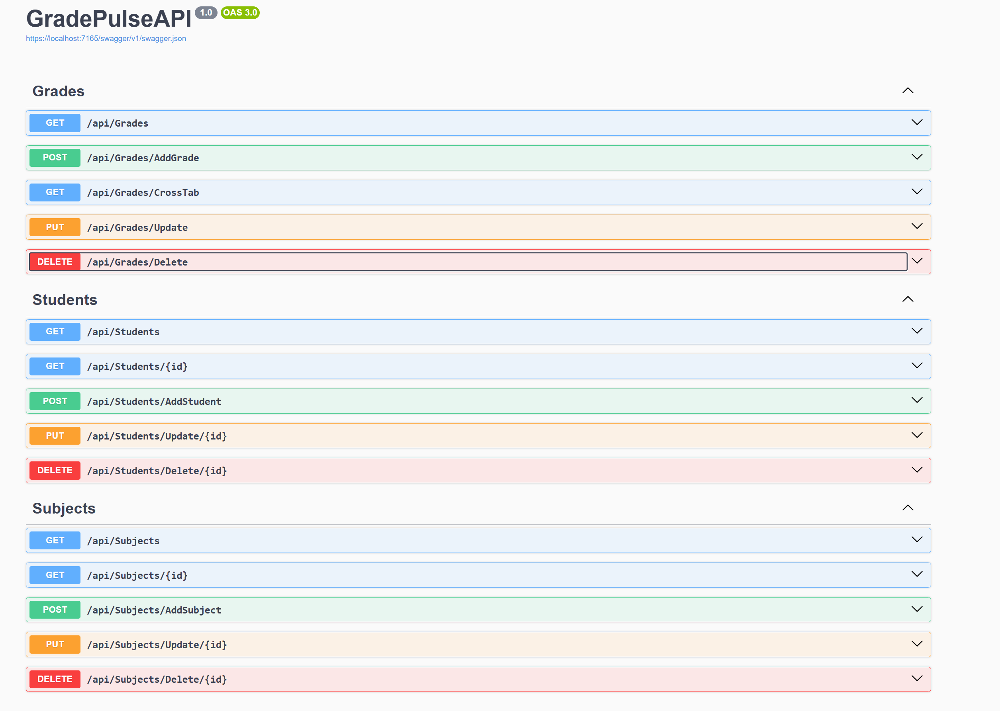 GradePulseAPI 1.0 OAS 3.0
https://localhost:7165/swagger/v1/swagger.json
Grades
GET /api/Grades
POST /api/Grades/AddGrade
GET /api/Grades/CrossTab
PUT /api/Grades/Update
DELETE /api/Grades/Delete
Students
GET /api/Students
GET /api/Students/{id}
POST /api/Students/AddStudent
PUT /api/Students/Update/{id}
DELETE /api/Students/Delete/{id}
Subjects
GET /api/Subjects
GET /api/Subjects/{id}
POST /api/Subjects/AddSubject
PUT /api/Subjects/Update/{id}
DELETE /api/Subjects/Delete/{id}